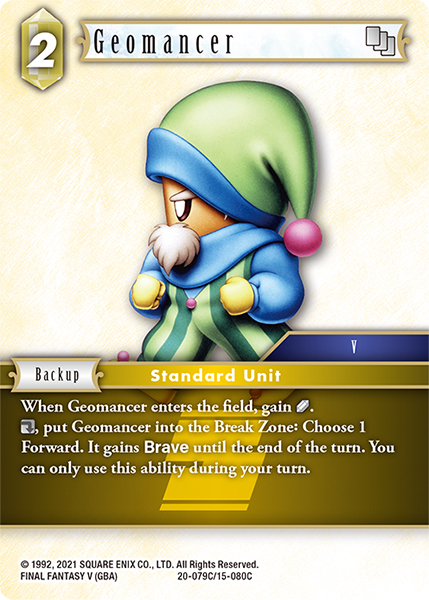 2
Geomancer
V
Backup
Standard Unit
When Geomancer enters the field, gain .
, put Geomancer into the Break Zone: Choose 1
Forward. It gains Brave until the end of the turn. You
can only use this ability during your turn.
© 1992, 2021 SQUARE ENIX CO., LTD. All Rights Reserved.
FINAL FANTASY V (GBA) 20-079C/15-080C